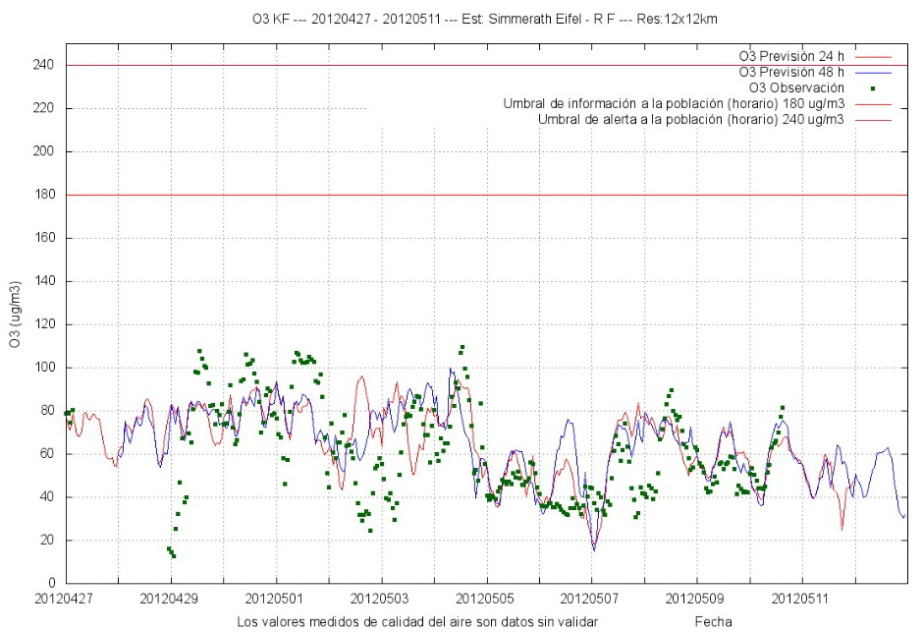 O3 KF --- 20120427 - 20120511 --- Est: Simmerath Eifel - R F --- Res:12x12km
O3 Previsión 24 h
O3 Previsión 48 h
O3 Observación
Umbral de información a la población (horario) 180 ug/m3
Umbral de alerta a la población (horario) 240 ug/m3
240
220
200
180
160
140
120
100
80
60
40
20
0
O3 (ug/m3)
20120427 20120429 20120501 20120503 20120505 20120507 20120509 20120511
Los valores medidos de calidad del aire son datos sin validar Fecha